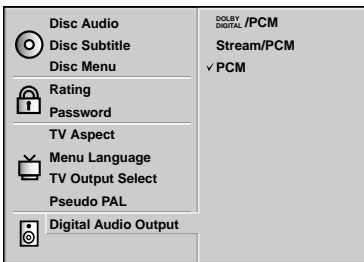 Disc Audio
Disc Subtitle
Disc Menu
Rating
Password
TV Aspect
Menu Language
TV Output Select
Pseudo PAL
Digital Audio Output
DOLBY DIGITAL /PCM
Stream/PCM
✓ PCM